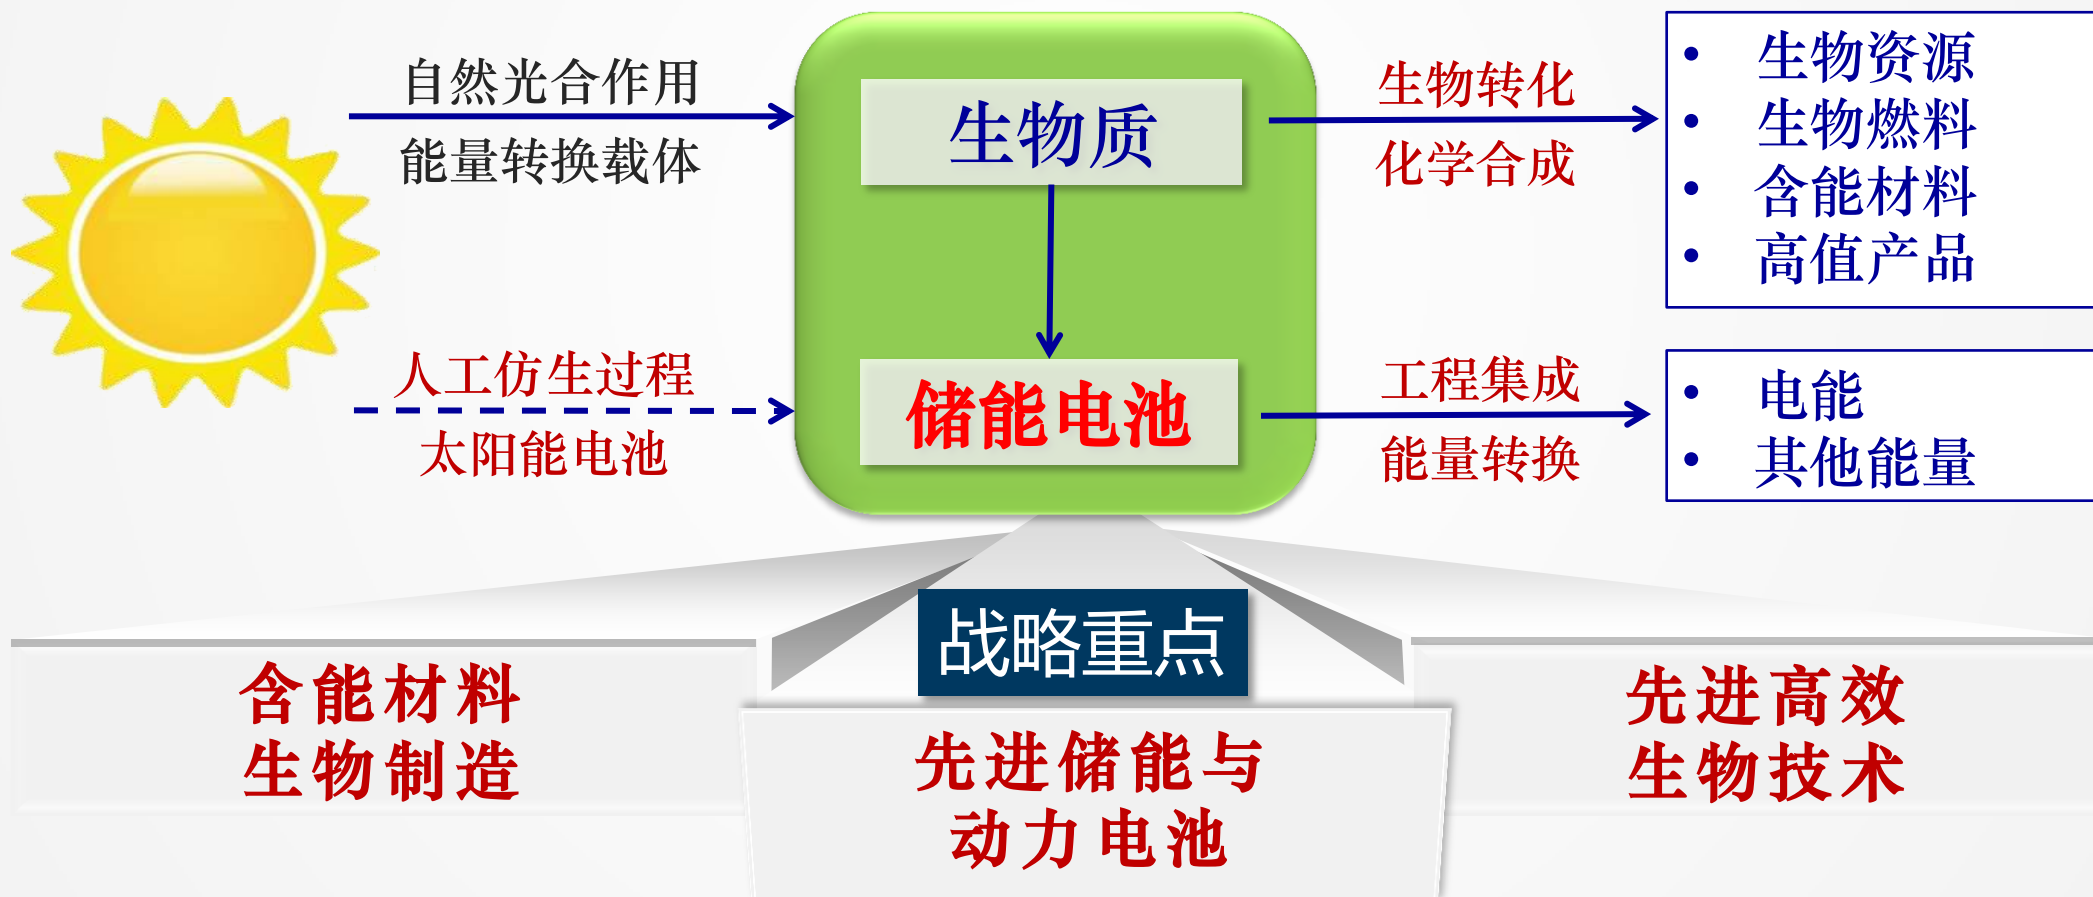 自然光合作用
能量转换载体
生物质
生物转化
化学合成
• 生物资源
• 生物燃料
• 含能材料
• 高值产品
人工仿生过程
太阳能电池
储能电池
工程集成
能量转换
• 电能
• 其他能量
战略重点
含能材料
生物制造
先进储能与
动力电池
先进高效
生物技术